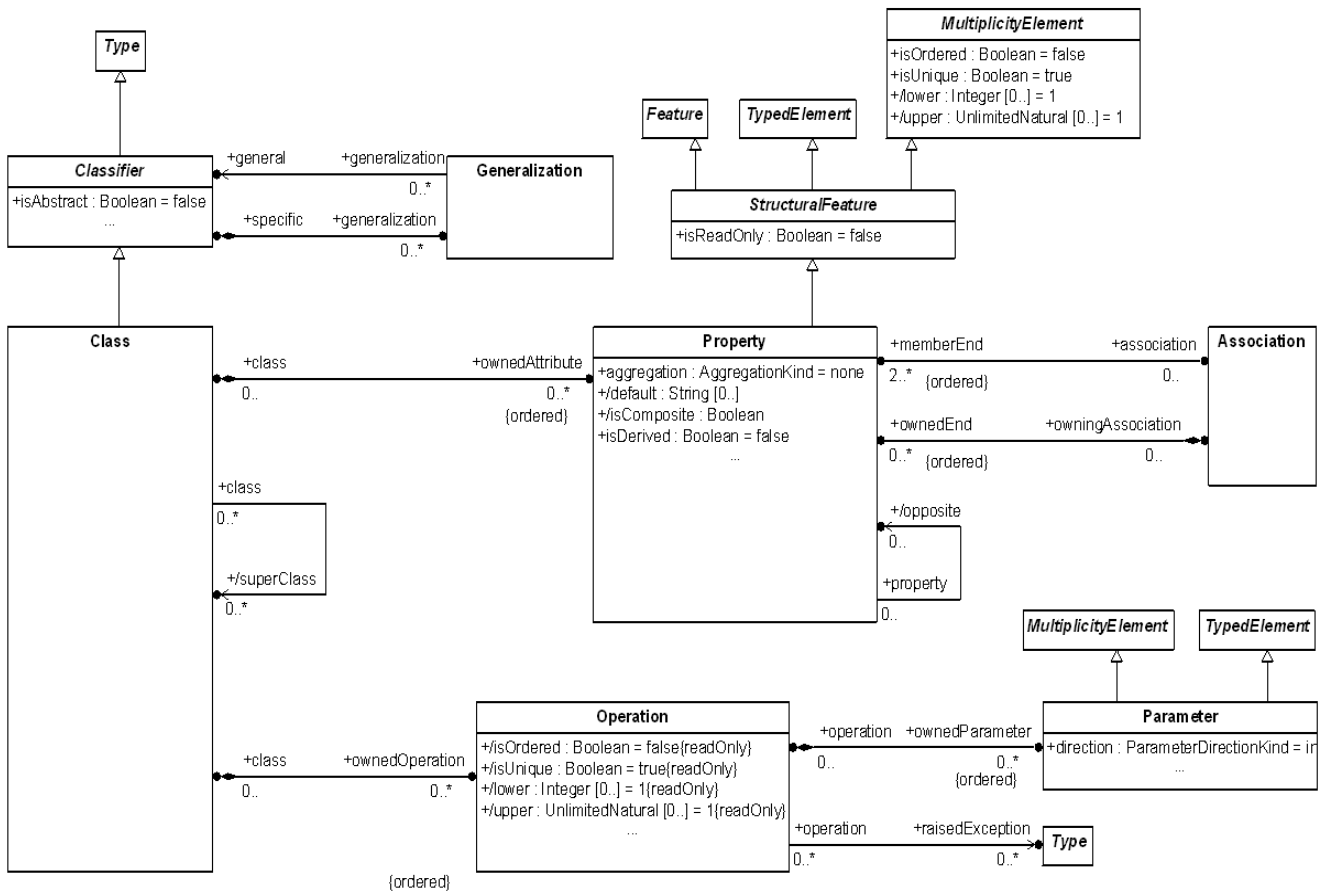 MultiplicityElement
+isOrdered : Boolean = false
+isUnique : Boolean = true
+/lower : Integer [0..] = 1
+/upper : UnlimitedNatural [0..] = 1
Type
Feature
TypedElement
Classifier
+isAbstract : Boolean = false
...
+general
+generalization
0..*
+specific
+generalization
0..*
Generalization
StructuralFeature
+isReadOnly : Boolean = false
Class
+class
0..
+ownedAttribute
0..*
{ordered}
Property
+aggregation : AggregationKind = none
+/default : String [0..]
+/isComposite : Boolean
+isDerived : Boolean = false
...
+memberEnd
2..*
{ordered}
+association
0..
Association
+ownedEnd
0..*
{ordered}
+owningAssociation
0..
+class
0..*
+/superClass
0..*
+/opposite
0..
+property
0..
MultiplicityElement
TypedElement
Operation
+/isOrdered : Boolean = false{readOnly}
+/isUnique : Boolean = true{readOnly}
+/lower : Integer [0..] = 1{readOnly}
+/upper : UnlimitedNatural [0..] = 1{readOnly}
...
+class
0..
+ownedOperation
0..*
{ordered}
+operation
0..
+ownedParameter
0..*
{ordered}
Parameter
+direction : ParameterDirectionKind = in
...
+operation
0..*
+raisedException
0..*
Type